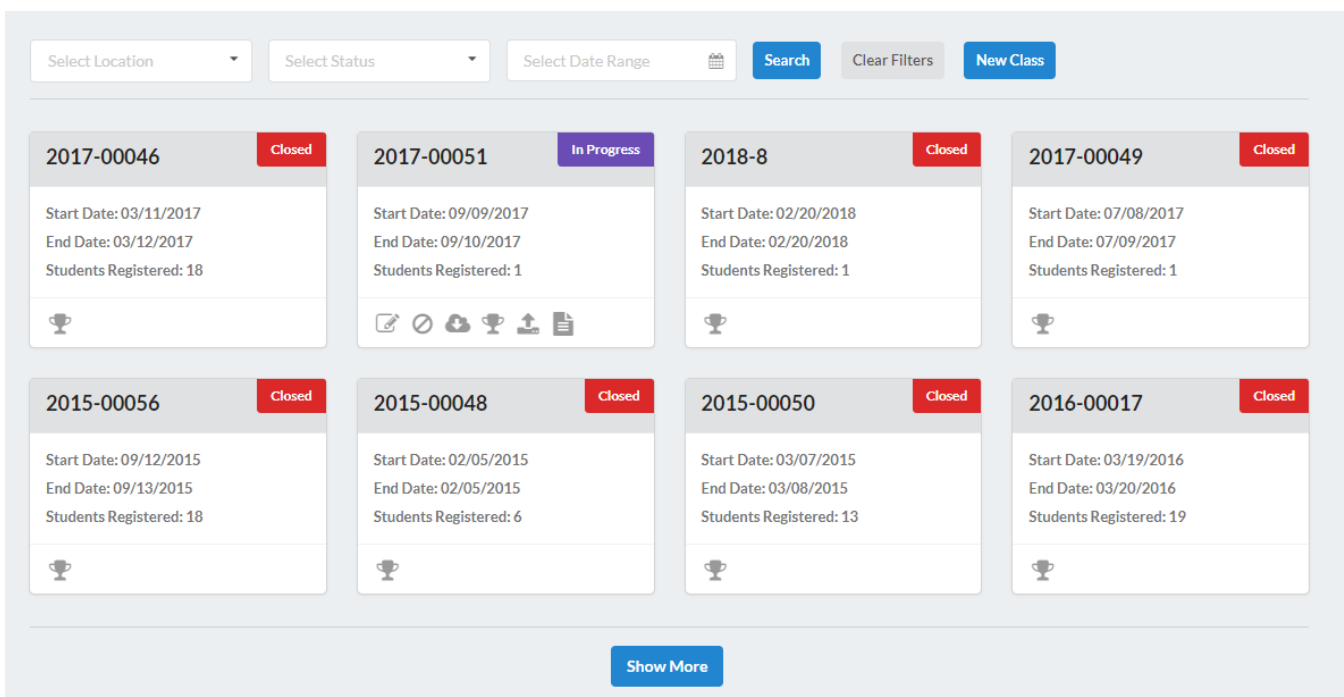 Select Location
Select Status
Select Date Range
Search
Clear Filters
New Class
2017-00046
Closed
Start Date: 03/11/2017
End Date: 03/12/2017
Students Registered: 18
2017-00051
In Progress
Start Date: 09/09/2017
End Date: 09/10/2017
Students Registered: 1
2018-8
Closed
Start Date: 02/20/2018
End Date: 02/20/2018
Students Registered: 1
2017-00049
Closed
Start Date: 07/08/2017
End Date: 07/09/2017
Students Registered: 1
2015-00056
Closed
Start Date: 09/12/2015
End Date: 09/13/2015
Students Registered: 18
2015-00048
Closed
Start Date: 02/05/2015
End Date: 02/05/2015
Students Registered: 6
2015-00050
Closed
Start Date: 03/07/2015
End Date: 03/08/2015
Students Registered: 13
2016-00017
Closed
Start Date: 03/19/2016
End Date: 03/20/2016
Students Registered: 19
Show More